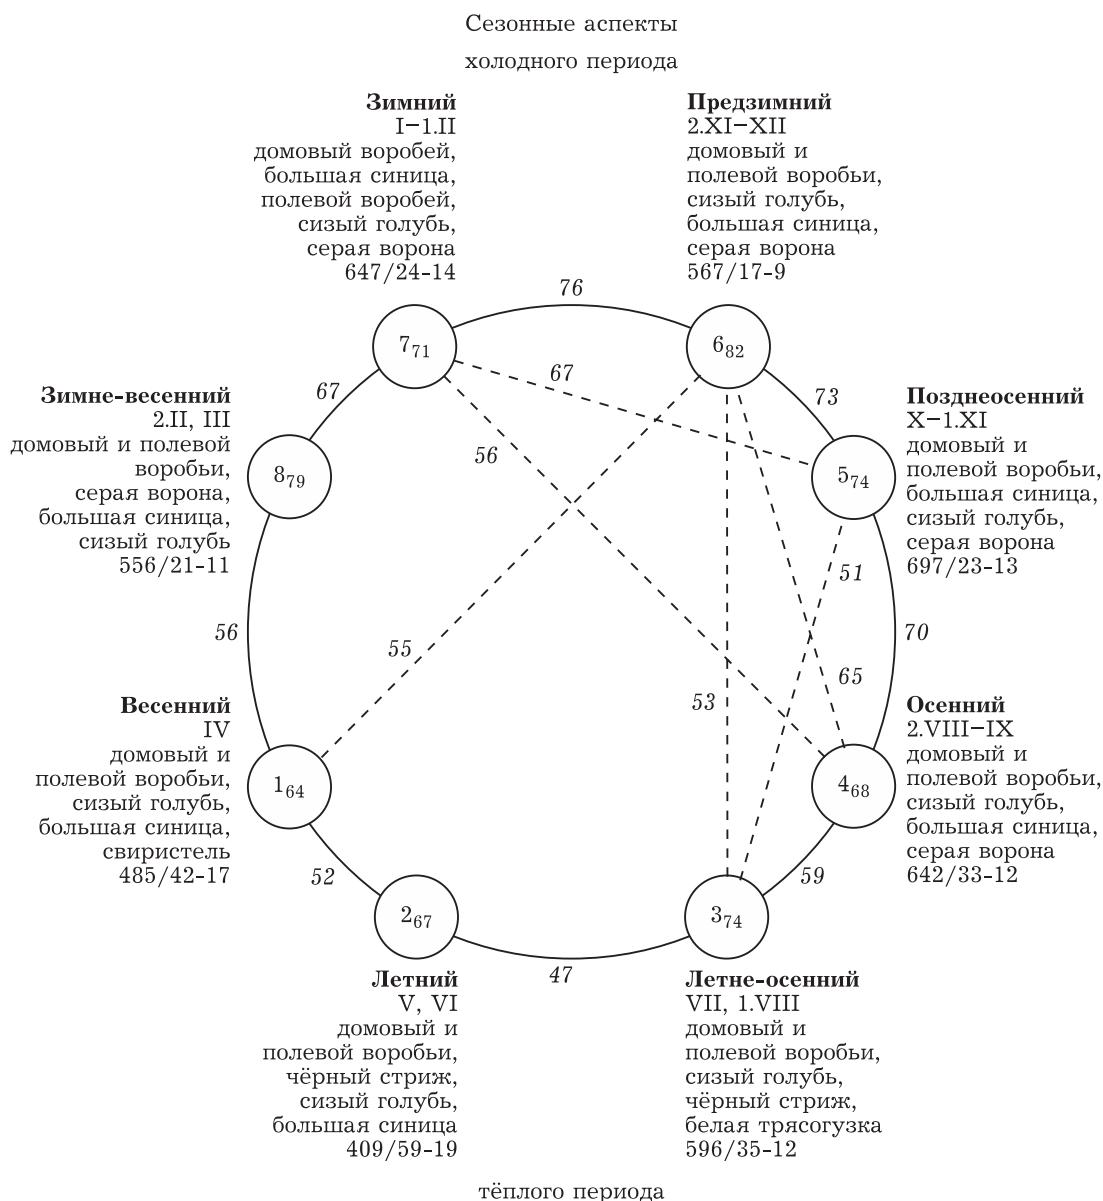 Сезонные аспекты
холодного периода
Зимний
I–1.II
домовый воробей,
большая синица,
полевой воробей,
сизый голубь,
серая ворона
647/24-14
Предзимний
2.XI–XII
домовый и
полевой воробьи,
сизый голубь,
большая синица,
серая ворона
567/17-9
76
7₇₁
6₈₂
67
67
73
Зимне-весенний
2.II, III
домовый и полевой
воробьи,
серая ворона,
большая синица,
сизый голубь
556/21-11
8₇₉
56
5₇₄
Позднеосенний
X–1.XI
домовый и
полевой воробьи,
большая синица,
сизый голубь,
серая ворона
697/23-13
51
56
55
70
65
53
Весенний
IV
домовый и
полевой воробьи,
сизый голубь,
большая синица,
свиристель
485/42-17
1₆₄
4₆₈
Осенний
2.VIII–IX
домовый и
полевой воробьи,
сизый голубь,
большая синица,
серая ворона
642/33-12
52
59
2₆₇
3₇₄
47
Летний
V, VI
домовый и
полевой воробьи,
чёрный стриж,
сизый голубь,
большая синица
409/59-19
Летне-осенний
VII, 1.VIII
домовый и
полевой воробьи,
сизый голубь,
чёрный стриж,
белая трясогузка
596/35-12
тёплого периода